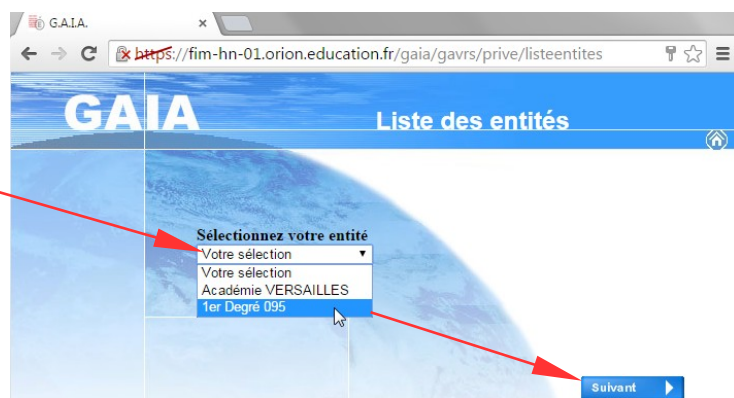 G.A.I.A.
https://fim-hn-01.orion.education.fr/gaia/gavrs/prive/listeentites
GAIA
Liste des entités
Sélectionnez votre entité
Votre sélection
Votre sélection
Académie VERSAILLES
1er Degré 095
Suivant